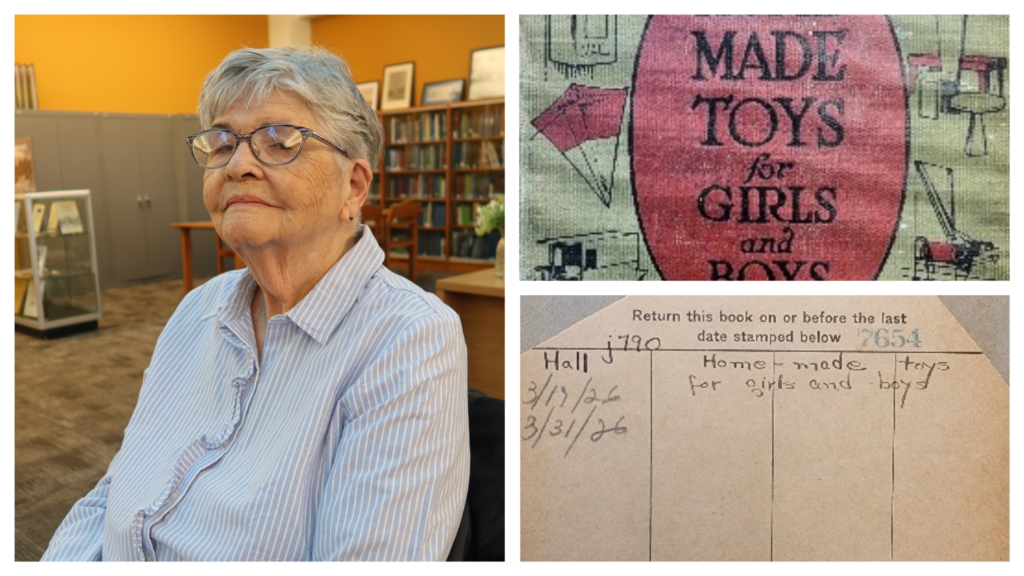 MADE
TOYS
for
GIRLS
and
BOYS
Return this book on or before the last
date stamped below 7654
j790
Hall Home-made toys
for girls and boys
3/17/26
3/31/26